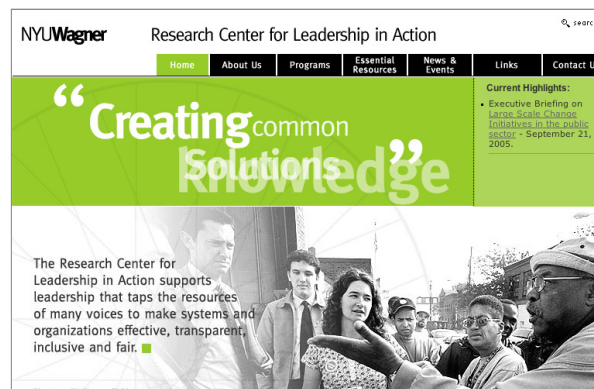 NYUWagner
Research Center for Leadership in Action
searc
Home
About Us
Programs
Essential
Resources
News &
Events
Links
Contact U
“Creating common
Solutions
knowledge”
Current Highlights:
• Executive Briefing on
Large Scale Change
Initiatives in the public
sector - September 21,
2005.
The Research Center for
Leadership in Action supports
leadership that taps the resources
of many voices to make systems and
organizations effective, transparent,
inclusive and fair.